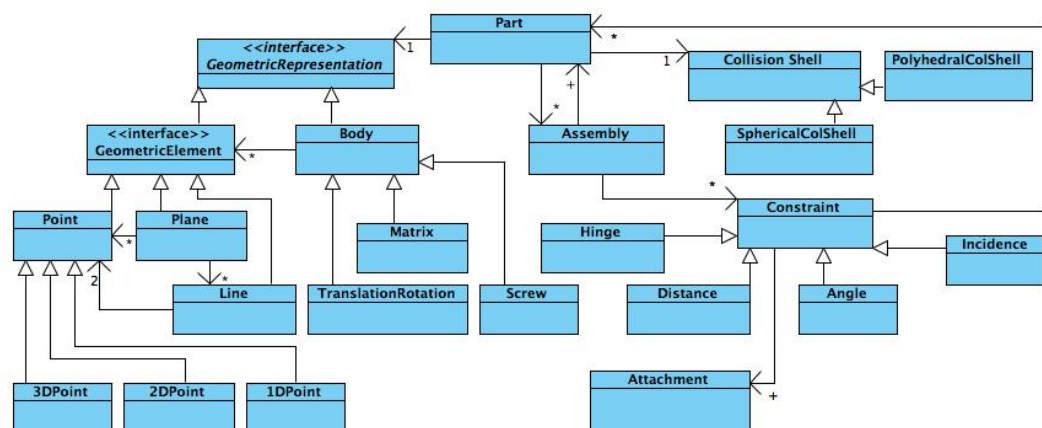 Part
*
<<interface>>
GeometricRepresentation
1
1
Collision Shell
PolyhedralColShell
+
*
<<interface>>
GeometricElement
*
Body
Assembly
SphericalColShell
*
Point
Plane
*
Matrix
Hinge
Constraint
Incidence
2
*
Line
TranslationRotation
Screw
Distance
Angle
3DPoint
2DPoint
1DPoint
Attachment
+